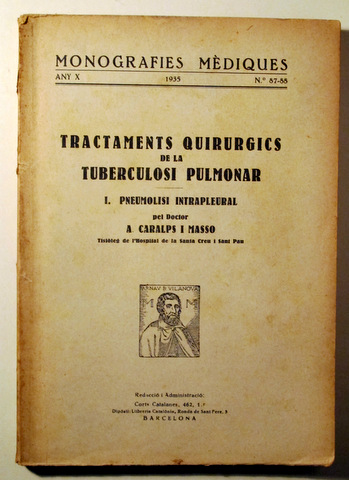 MONOGRAFIES MÈDIQUES
ANY X 1935 N.º 87-88
TRACTAMENTS QUIRURGICS
DE LA
TUBERCULOSI PULMONAR
I. PNEUMOLISI INTRAPLEURAL
pel Doctor
A. CARALPS I MASSO
Tisiòleg de l'Hospital de la Santa Creu i Sant Pau
ARNAV D VILANOVA
M M
Redacció i Administració:
Corts Catalanes, 462, 1.er
Dipòsit: Llibreria Catalònia, Ronda de Sant Pere, 3
BARCELONA